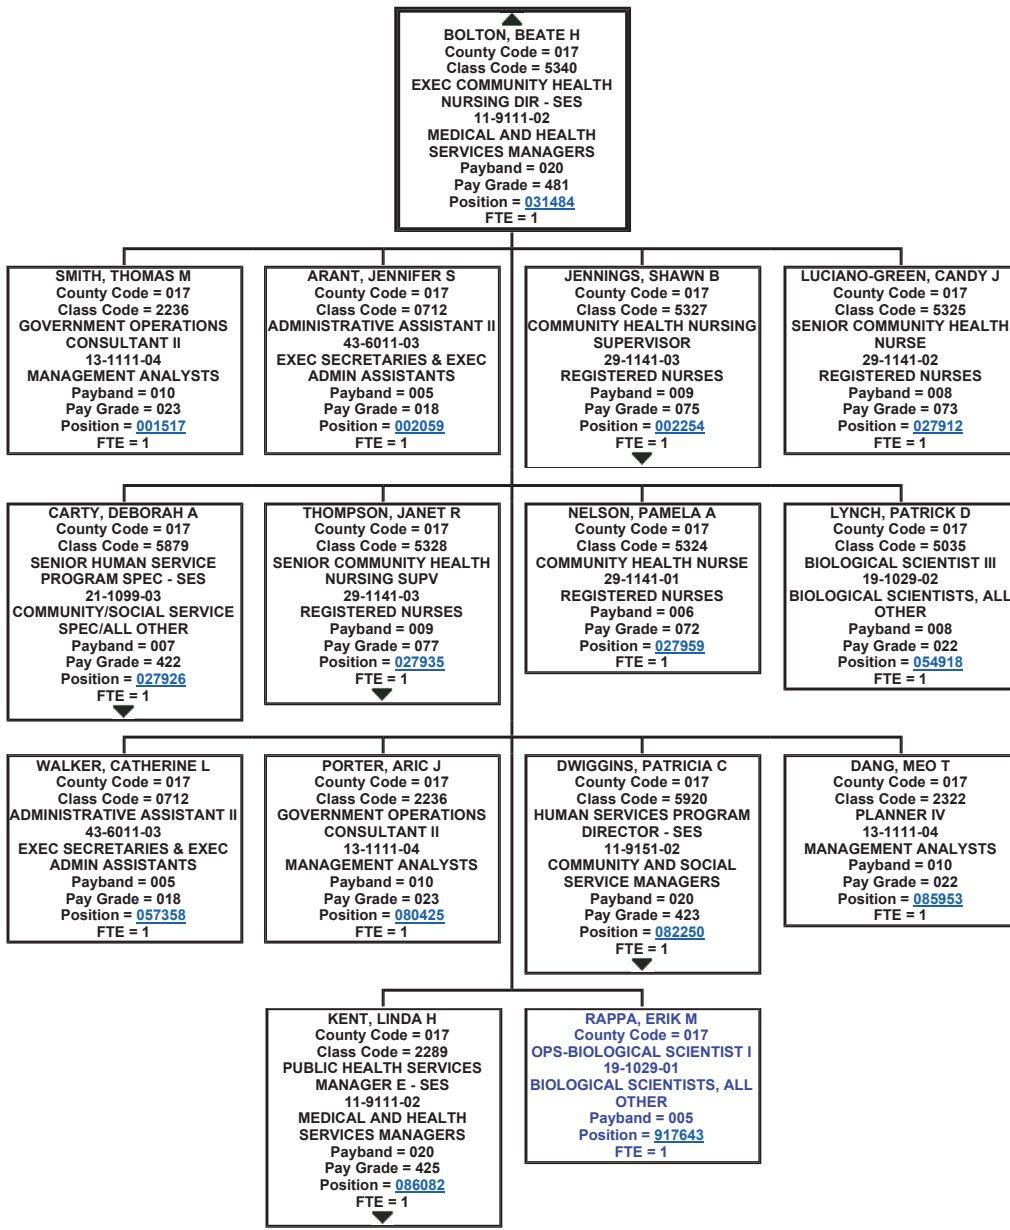 BOLTON, BEATE H
County Code = 017
Class Code = 5340
EXEC COMMUNITY HEALTH
NURSING DIR - SES
11-9111-02
MEDICAL AND HEALTH
SERVICES MANAGERS
Payband = 020
Pay Grade = 481
Position = 031484
FTE = 1
SMITH, THOMAS M
County Code = 017
Class Code = 2236
GOVERNMENT OPERATIONS
CONSULTANT II
13-1111-04
MANAGEMENT ANALYSTS
Payband = 010
Pay Grade = 023
Position = 001517
FTE = 1
ARANT, JENNIFER S
County Code = 017
Class Code = 0712
ADMINISTRATIVE ASSISTANT II
43-6011-03
EXEC SECRETARIES & EXEC
ADMIN ASSISTANTS
Payband = 005
Pay Grade = 018
Position = 002059
FTE = 1
JENNINGS, SHAWN B
County Code = 017
Class Code = 5327
COMMUNITY HEALTH NURSING
SUPERVISOR
29-1141-03
REGISTERED NURSES
Payband = 009
Pay Grade = 075
Position = 002254
FTE = 1
LUCIANO-GREEN, CANDY J
County Code = 017
Class Code = 5325
SENIOR COMMUNITY HEALTH
NURSE
29-1141-02
REGISTERED NURSES
Payband = 008
Pay Grade = 073
Position = 027912
FTE = 1
CARTY, DEBORAH A
County Code = 017
Class Code = 5879
SENIOR HUMAN SERVICE
PROGRAM SPEC - SES
21-1099-03
COMMUNITY/SOCIAL SERVICE
SPEC/ALL OTHER
Payband = 007
Pay Grade = 422
Position = 027926
FTE = 1
THOMPSON, JANET R
County Code = 017
Class Code = 5328
SENIOR COMMUNITY HEALTH
NURSING SUPV
29-1141-03
REGISTERED NURSES
Payband = 009
Pay Grade = 077
Position = 027935
FTE = 1
NELSON, PAMELA A
County Code = 017
Class Code = 5324
COMMUNITY HEALTH NURSE
29-1141-01
REGISTERED NURSES
Payband = 006
Pay Grade = 072
Position = 027959
FTE = 1
LYNCH, PATRICK D
County Code = 017
Class Code = 5035
BIOLOGICAL SCIENTIST III
19-1029-02
BIOLOGICAL SCIENTISTS, ALL
OTHER
Payband = 008
Pay Grade = 022
Position = 054918
FTE = 1
WALKER, CATHERINE L
County Code = 017
Class Code = 0712
ADMINISTRATIVE ASSISTANT II
43-6011-03
EXEC SECRETARIES & EXEC
ADMIN ASSISTANTS
Payband = 005
Pay Grade = 018
Position = 057358
FTE = 1
PORTER, ARIC J
County Code = 017
Class Code = 2236
GOVERNMENT OPERATIONS
CONSULTANT II
13-1111-04
MANAGEMENT ANALYSTS
Payband = 010
Pay Grade = 023
Position = 080425
FTE = 1
DWIGGINS, PATRICIA C
County Code = 017
Class Code = 5920
HUMAN SERVICES PROGRAM
DIRECTOR - SES
11-9151-02
COMMUNITY AND SOCIAL
SERVICE MANAGERS
Payband = 020
Pay Grade = 423
Position = 082250
FTE = 1
DANG, MEO T
County Code = 017
Class Code = 2322
PLANNER IV
13-1111-04
MANAGEMENT ANALYSTS
Payband = 010
Pay Grade = 022
Position = 085953
FTE = 1
KENT, LINDA H
County Code = 017
Class Code = 2289
PUBLIC HEALTH SERVICES
MANAGER E - SES
11-9111-02
MEDICAL AND HEALTH
SERVICES MANAGERS
Payband = 020
Pay Grade = 425
Position = 086082
FTE = 1
RAPPA, ERIK M
County Code = 017
OPS-BIOLOGICAL SCIENTIST I
19-1029-01
BIOLOGICAL SCIENTISTS, ALL
OTHER
Payband = 005
Position = 917643
FTE = 1